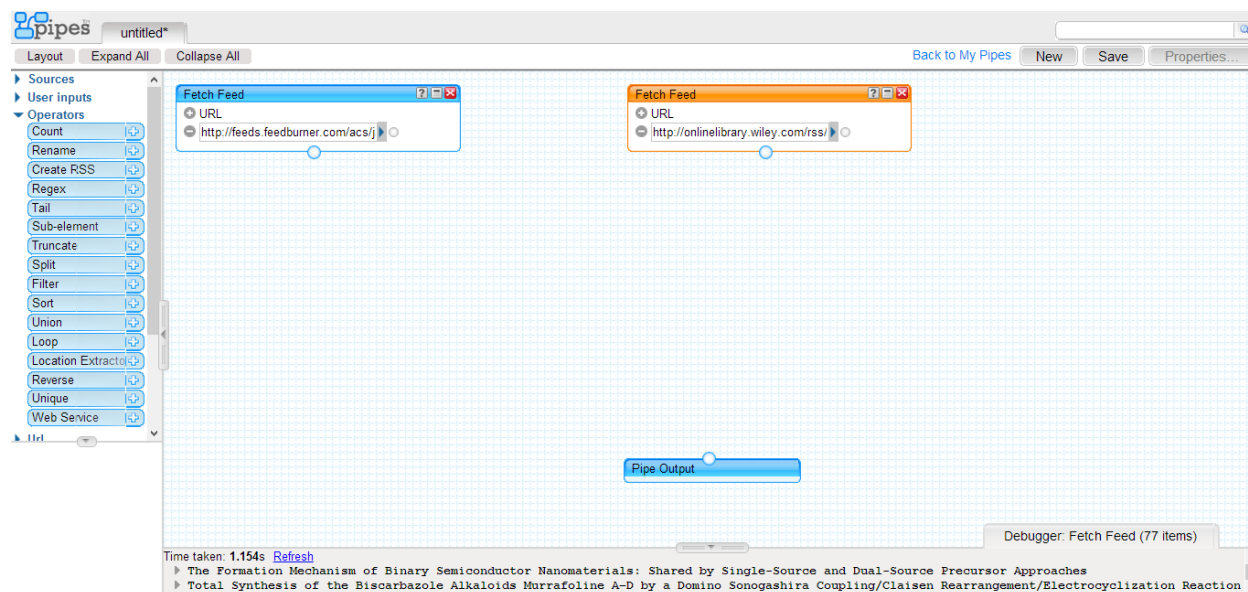 pipes
untitled*
Layout Expand All Collapse All Back to My Pipes New Save Properties...
Sources
User inputs
Operators
Count
Rename
Create RSS
Regex
Tail
Sub-element
Truncate
Split
Filter
Sort
Union
Loop
Location Extracto
Reverse
Unique
Web Service
Url
Fetch Feed
URL
http://feeds.feedburner.com/acs/j
Fetch Feed
URL
http://onlinelibrary.wiley.com/rss/
Pipe Output
Debugger: Fetch Feed (77 items)
Time taken: 1.154s Refresh
The Formation Mechanism of Binary Semiconductor Nanomaterials: Shared by Single-Source and Dual-Source Precursor Approaches
Total Synthesis of the Biscarbazole Alkaloids Murrafoline A-D by a Domino Sonogashira Coupling/Claisen Rearrangement/Electrocyclization Reaction